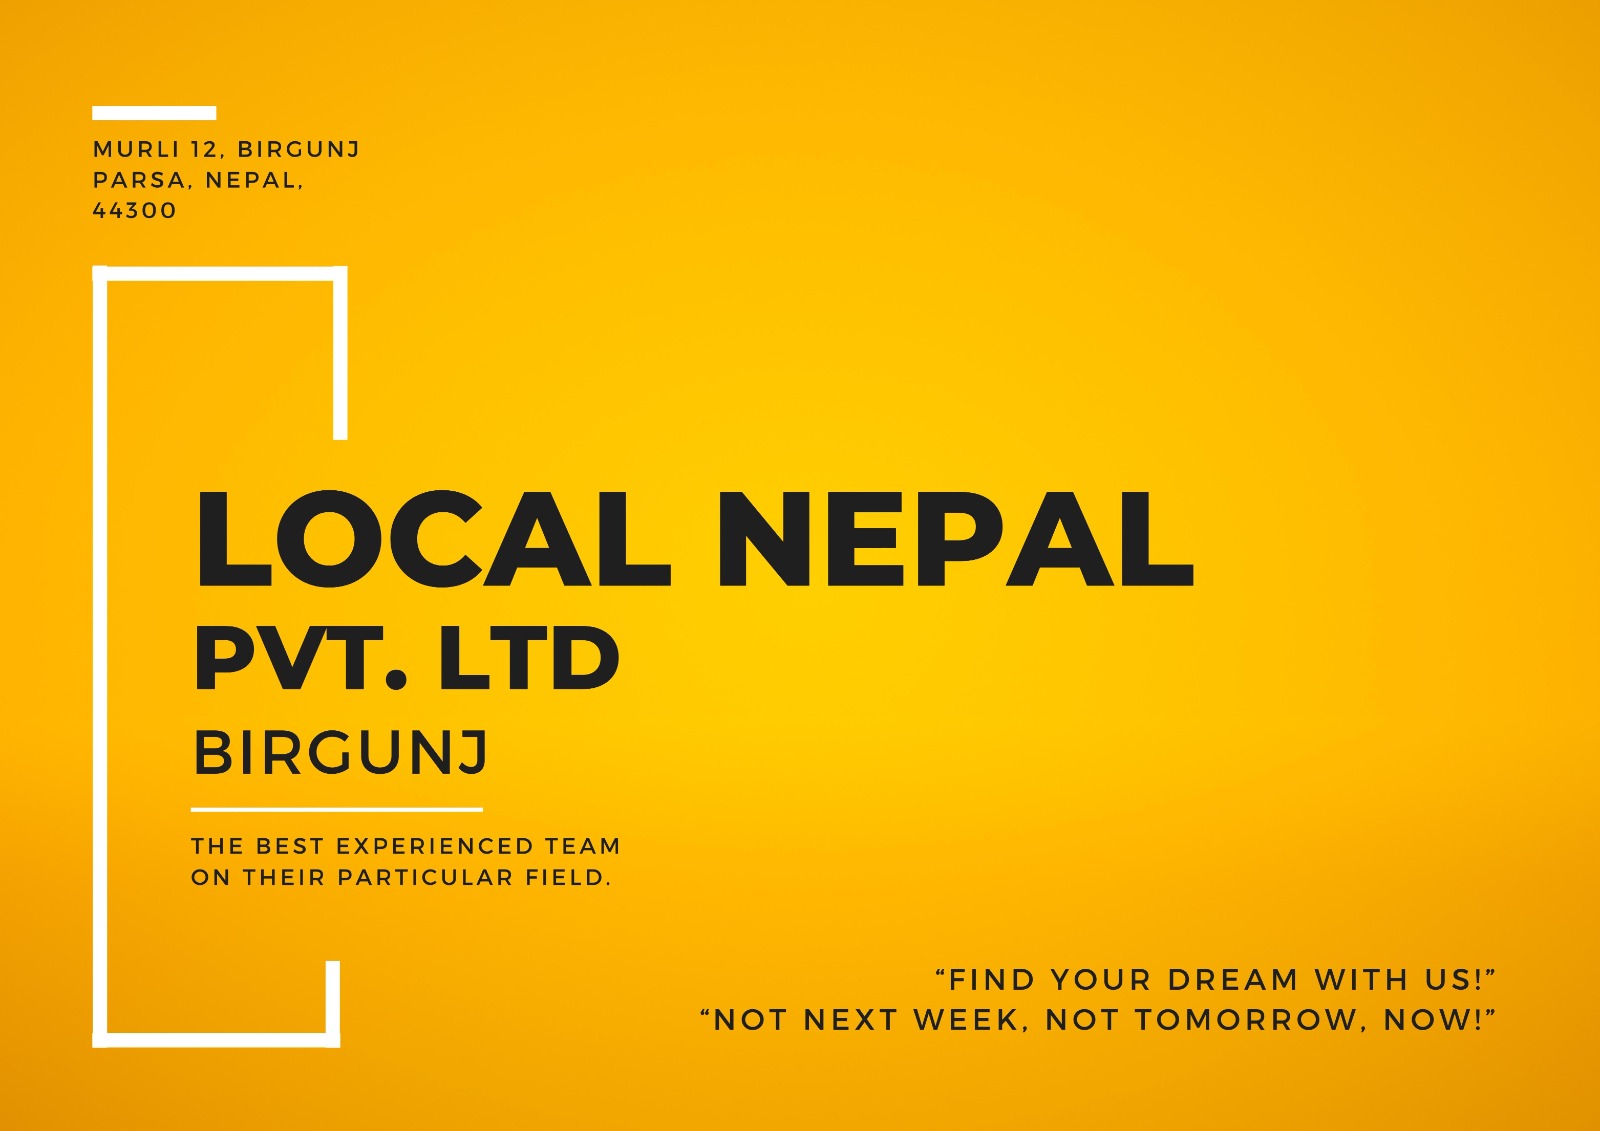 MURLI 12, BIRGUNJ
PARSA, NEPAL,
44300
LOCAL NEPAL
PVT. LTD
BIRGUNJ
THE BEST EXPERIENCED TEAM
ON THEIR PARTICULAR FIELD.
“FIND YOUR DREAM WITH US!”
“NOT NEXT WEEK, NOT TOMORROW, NOW!”